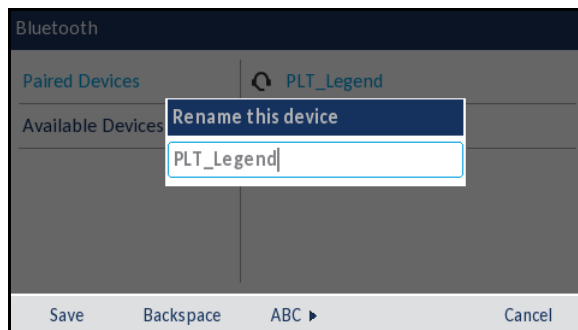 Bluetooth
Paired Devices
PLT_Legend
Available Devices
Rename this device
PLT_Legend
Save Backspace ABC Cancel